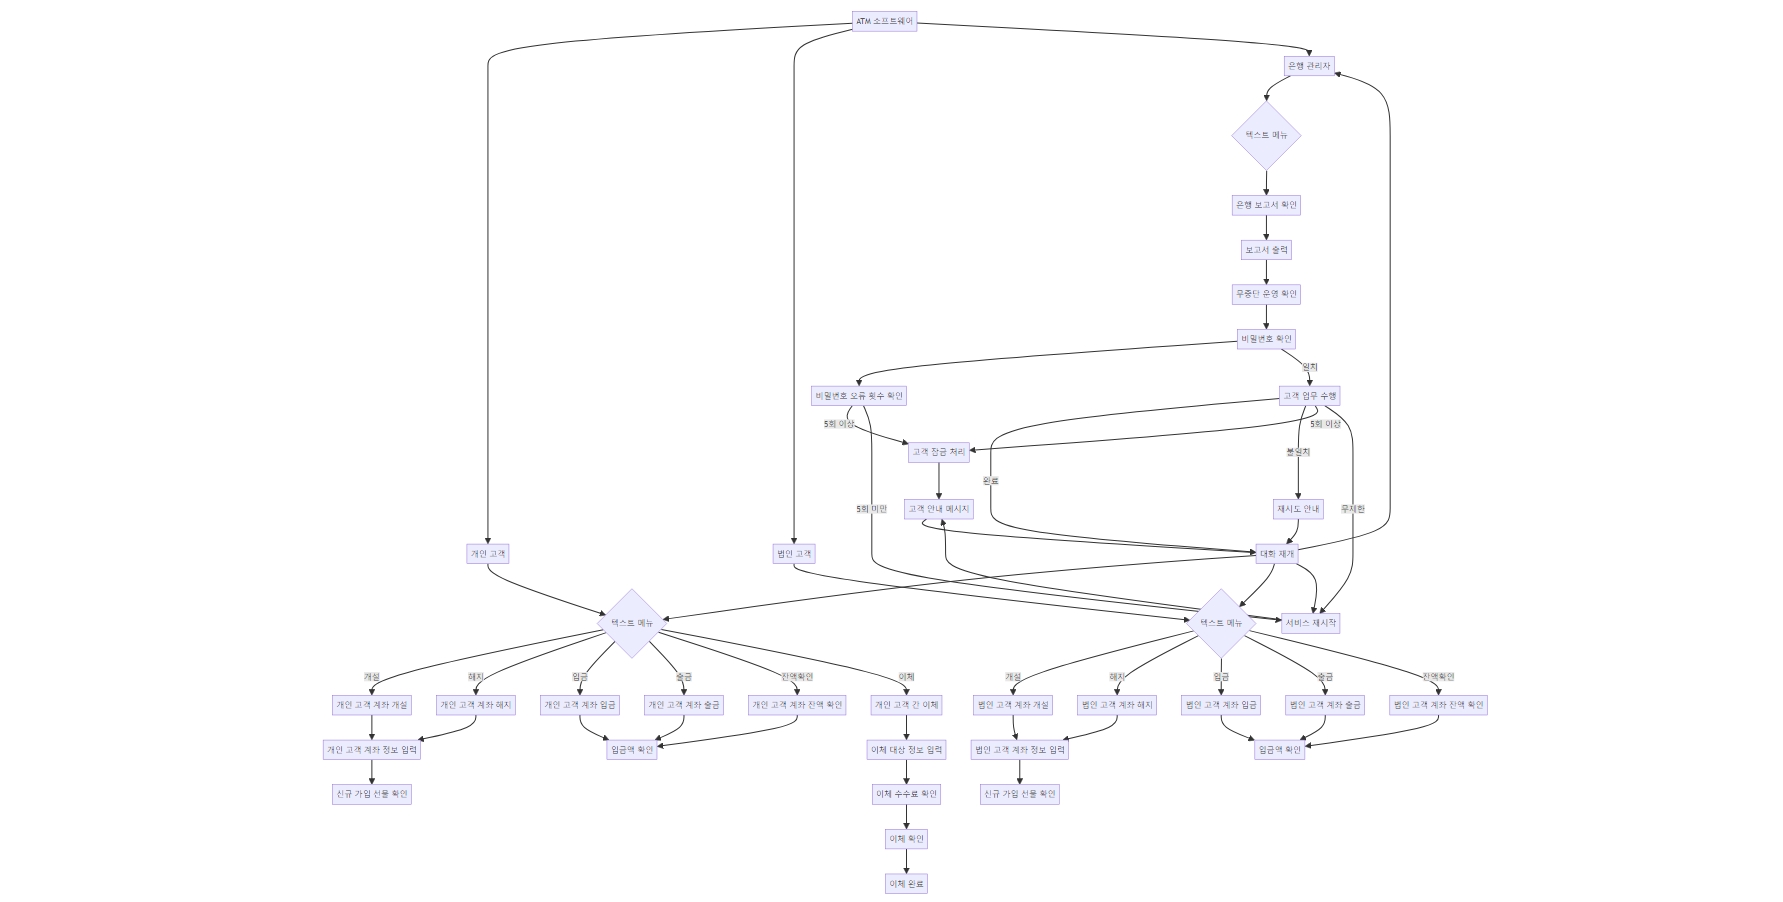 ATM 소프트웨어
은행 관리자
텍스트 메뉴
은행 보고서 확인
보고서 출력
무중단 운영 확인
비밀번호 확인
일치
비밀번호 오류 횟수 확인
고객 업무 수행
5회 이상
5회 이상
고객 잠금 처리
불일치
완료
고객 안내 메시지
5회 미만
재시도 안내
무제한
개인 고객
법인 고객
대화 재개
텍스트 메뉴
텍스트 메뉴
서비스 재시작
개설
해지
입금
출금
잔액확인
이체
개설
해지
입금
출금
잔액확인
개인 고객 계좌 개설
개인 고객 계좌 해지
개인 고객 계좌 입금
개인 고객 계좌 출금
개인 고객 계좌 잔액 확인
개인 고객 간 이체
법인 고객 계좌 개설
법인 고객 계좌 해지
법인 고객 계좌 입금
법인 고객 계좌 출금
법인 고객 계좌 잔액 확인
개인 고객 계좌 정보 입력
입금액 확인
이체 대상 정보 입력
법인 고객 계좌 정보 입력
입금액 확인
신규 가입 선물 확인
이체 수수료 확인
신규 가입 선물 확인
이체 확인
이체 완료